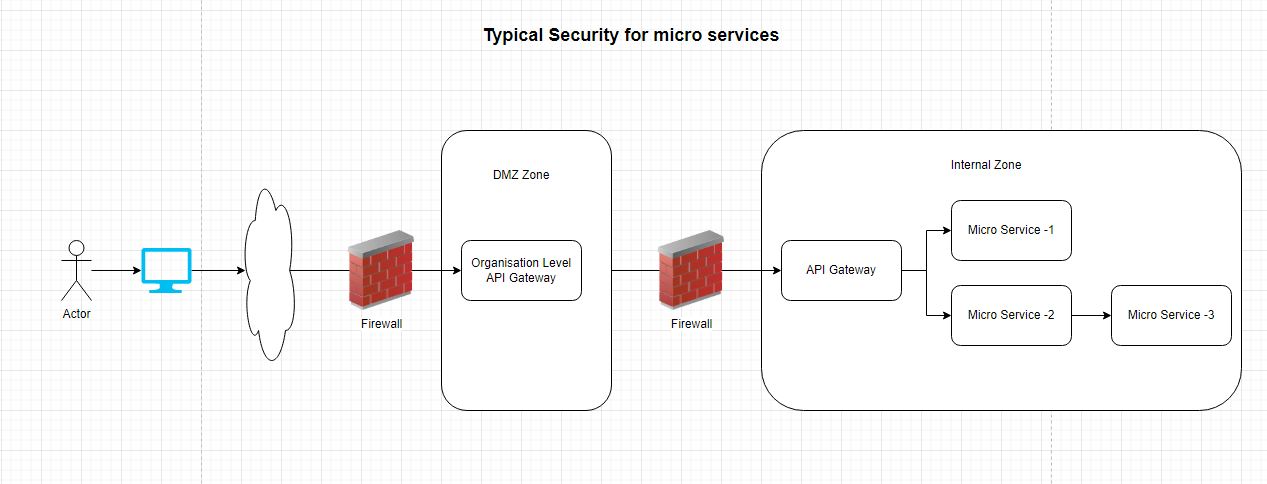 Typical Security for micro services
DMZ Zone
Internal Zone
Micro Service -1
Organisation Level
API Gateway
API Gateway
Micro Service -2
Micro Service -3
Actor
Firewall
Firewall